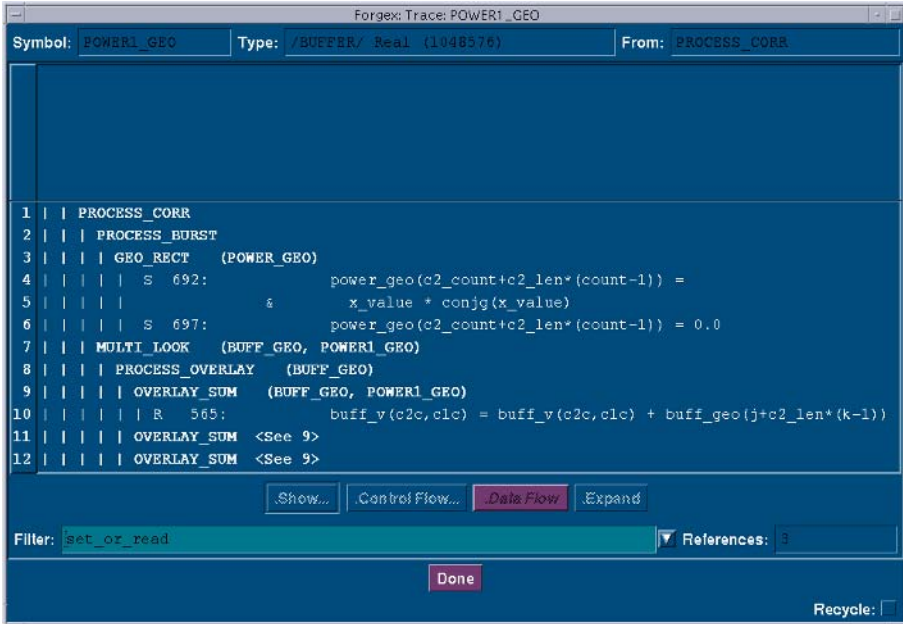 Forgex: Trace: POWER1_GEO
Symbol: POWER1_GEO Type: /BUFFER/ Real (1048576) From: PROCESS_CORR
1 | | PROCESS_CORR
2 | | | PROCESS_BURST
3 | | | | GEO_RECT (POWER_GEO)
4 | | | | | S 692: power_geo(c2_count+c2_len*(count-1)) =
5 | | | | | & x_value * conjg(x_value)
6 | | | | | S 697: power_geo(c2_count+c2_len*(count-1)) = 0.0
7 | | | MULTI_LOOK (BUFF_GEO, POWER1_GEO)
8 | | | | PROCESS_OVERLAY (BUFF_GEO)
9 | | | | | OVERLAY_SUM (BUFF_GEO, POWER1_GEO)
10 | | | | | | R 565: buff_v(c2c,c1c) = buff_v(c2c,c1c) + buff_geo(j+c2_len*(k-1))
11 | | | | | OVERLAY_SUM <See 9>
12 | | | | | OVERLAY_SUM <See 9>
.Show... .Control Flow... .Data Flow .Expand
Filter: set_or_read References: 3
Done
Recycle: